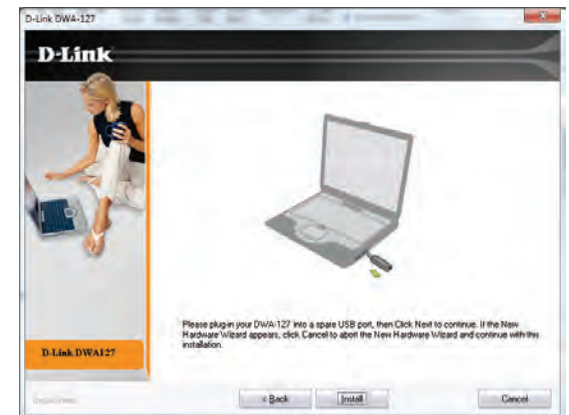 D-Link DWA-127
D-Link
Please plug in your DWA-127 into a spare USB port, then Click Next to continue. If the New
Hardware Wizard appears, click Cancel to abort the New Hardware Wizard and continue with this
installation.
D-Link DWA127
InstallShield
< Back
Install
Cancel